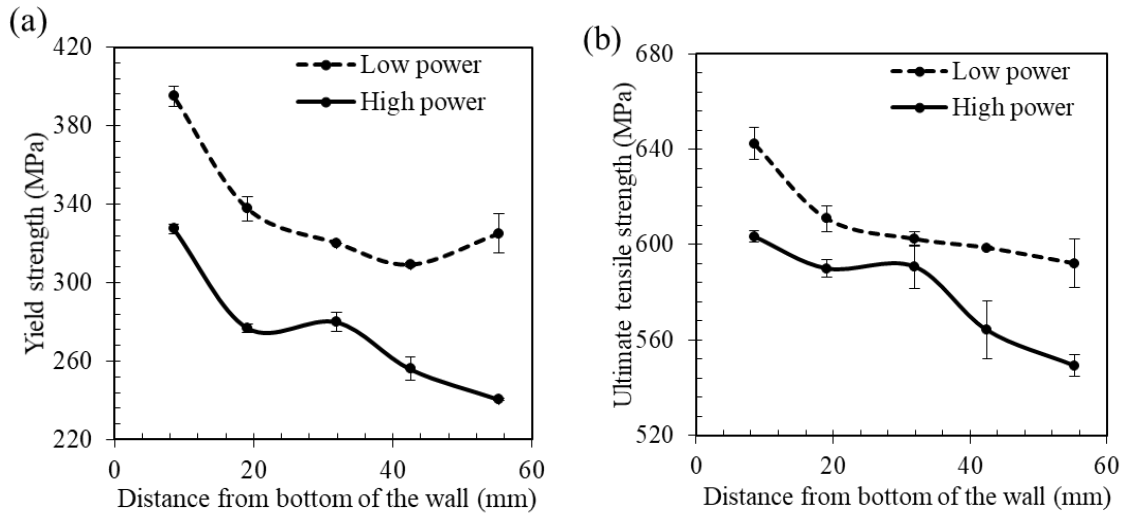 (a)
420
380
340
300
260
220
Yield strength (MPa)
Low power
High power
0
20
40
60
Distance from bottom of the wall (mm)
(b)
680
640
600
560
520
Ultimate tensile strength (MPa)
Low power
High power
0
20
40
60
Distance from bottom of the wall (mm)